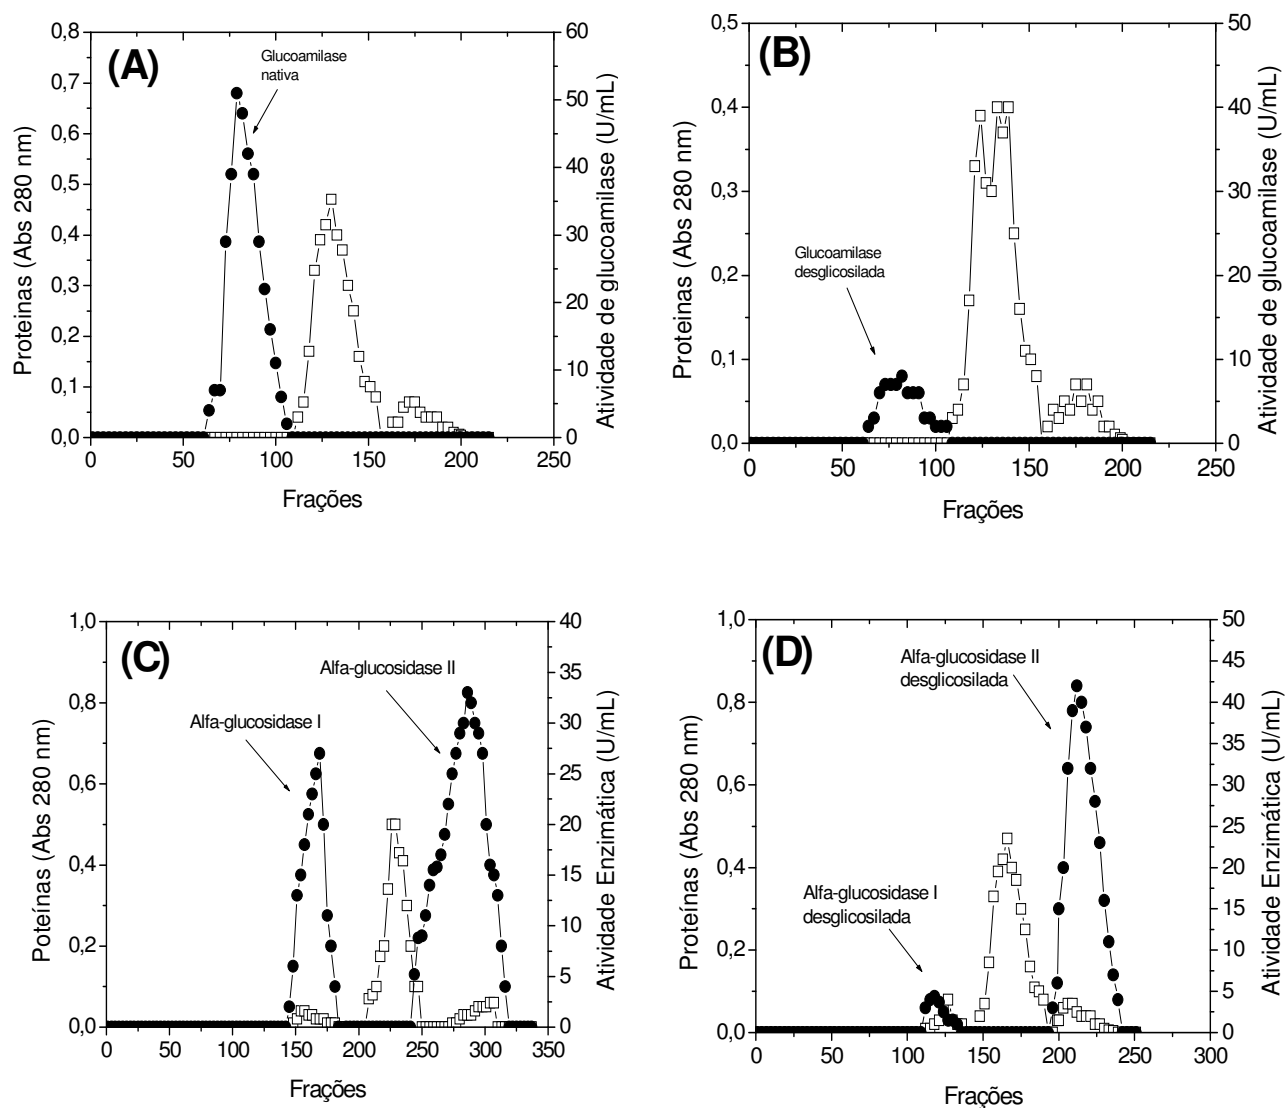 (A)
Glucoamilase
nativa
Proteinas (Abs 280 nm)
0,8
0,7
0,6
0,5
0,4
0,3
0,2
0,1
0,0
60
50
40
30
20
10
0
Atividade de glucoamilase (U/mL)
0 50 100 150 200 250
Frações
(B)
Glucoamilase
desglicosilada
Proteinas (Abs 280 nm)
0,5
0,4
0,3
0,2
0,1
0,0
50
40
30
20
10
0
Atividade de glucoamilase (U/mL)
0 50 100 150 200 250
Frações
(C)
Alfa-glucosidase II
Alfa-glucosidase I
Poteínas (Abs 280 nm)
1,0
0,8
0,6
0,4
0,2
0,0
40
35
30
25
20
15
10
5
0
Atividade Enzimática (U/mL)
0 50 100 150 200 250 300 350
Frações
(D)
Alfa-glucosidase II
desglicosilada
Alfa-glucosidase I
desglicosilada
Proteínas (Abs 280 nm)
1,0
0,8
0,6
0,4
0,2
0,0
50
45
40
35
30
25
20
15
10
5
0
Atividade Enzimática (U/mL)
0 50 100 150 200 250 300
Frações